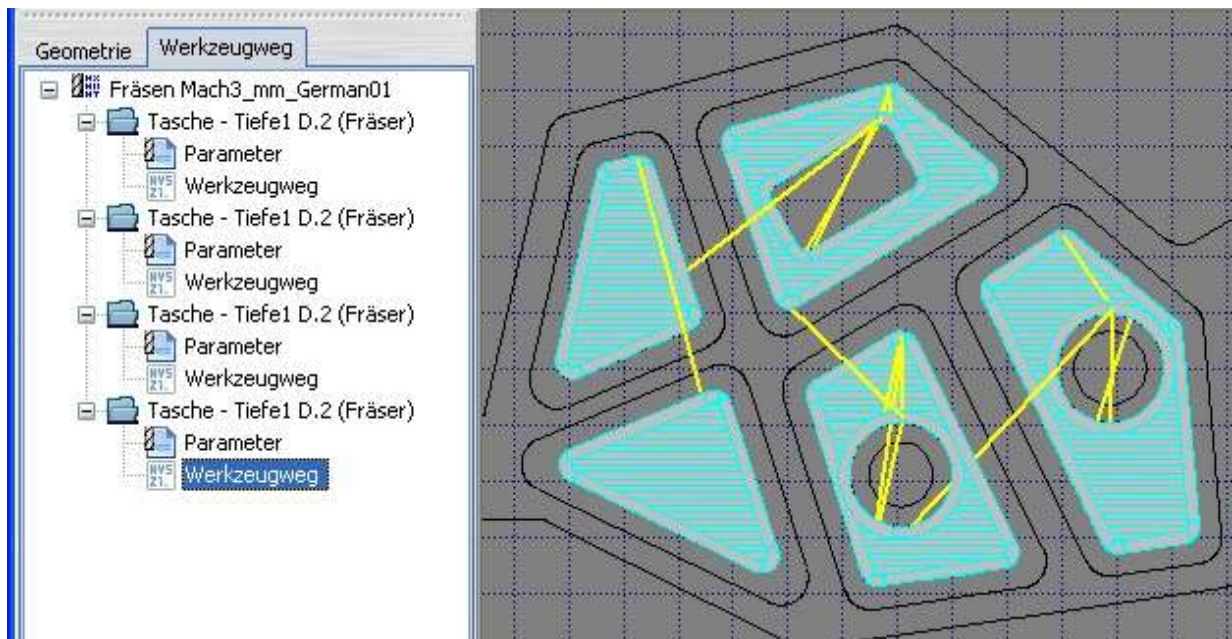 Geometrie Werkzeugweg
Fräsen Mach3_mm_German01
Tasche - Tiefe1 D.2 (Fräser)
Parameter
Werkzeugweg
Tasche - Tiefe1 D.2 (Fräser)
Parameter
Werkzeugweg
Tasche - Tiefe1 D.2 (Fräser)
Parameter
Werkzeugweg
Tasche - Tiefe1 D.2 (Fräser)
Parameter
Werkzeugweg